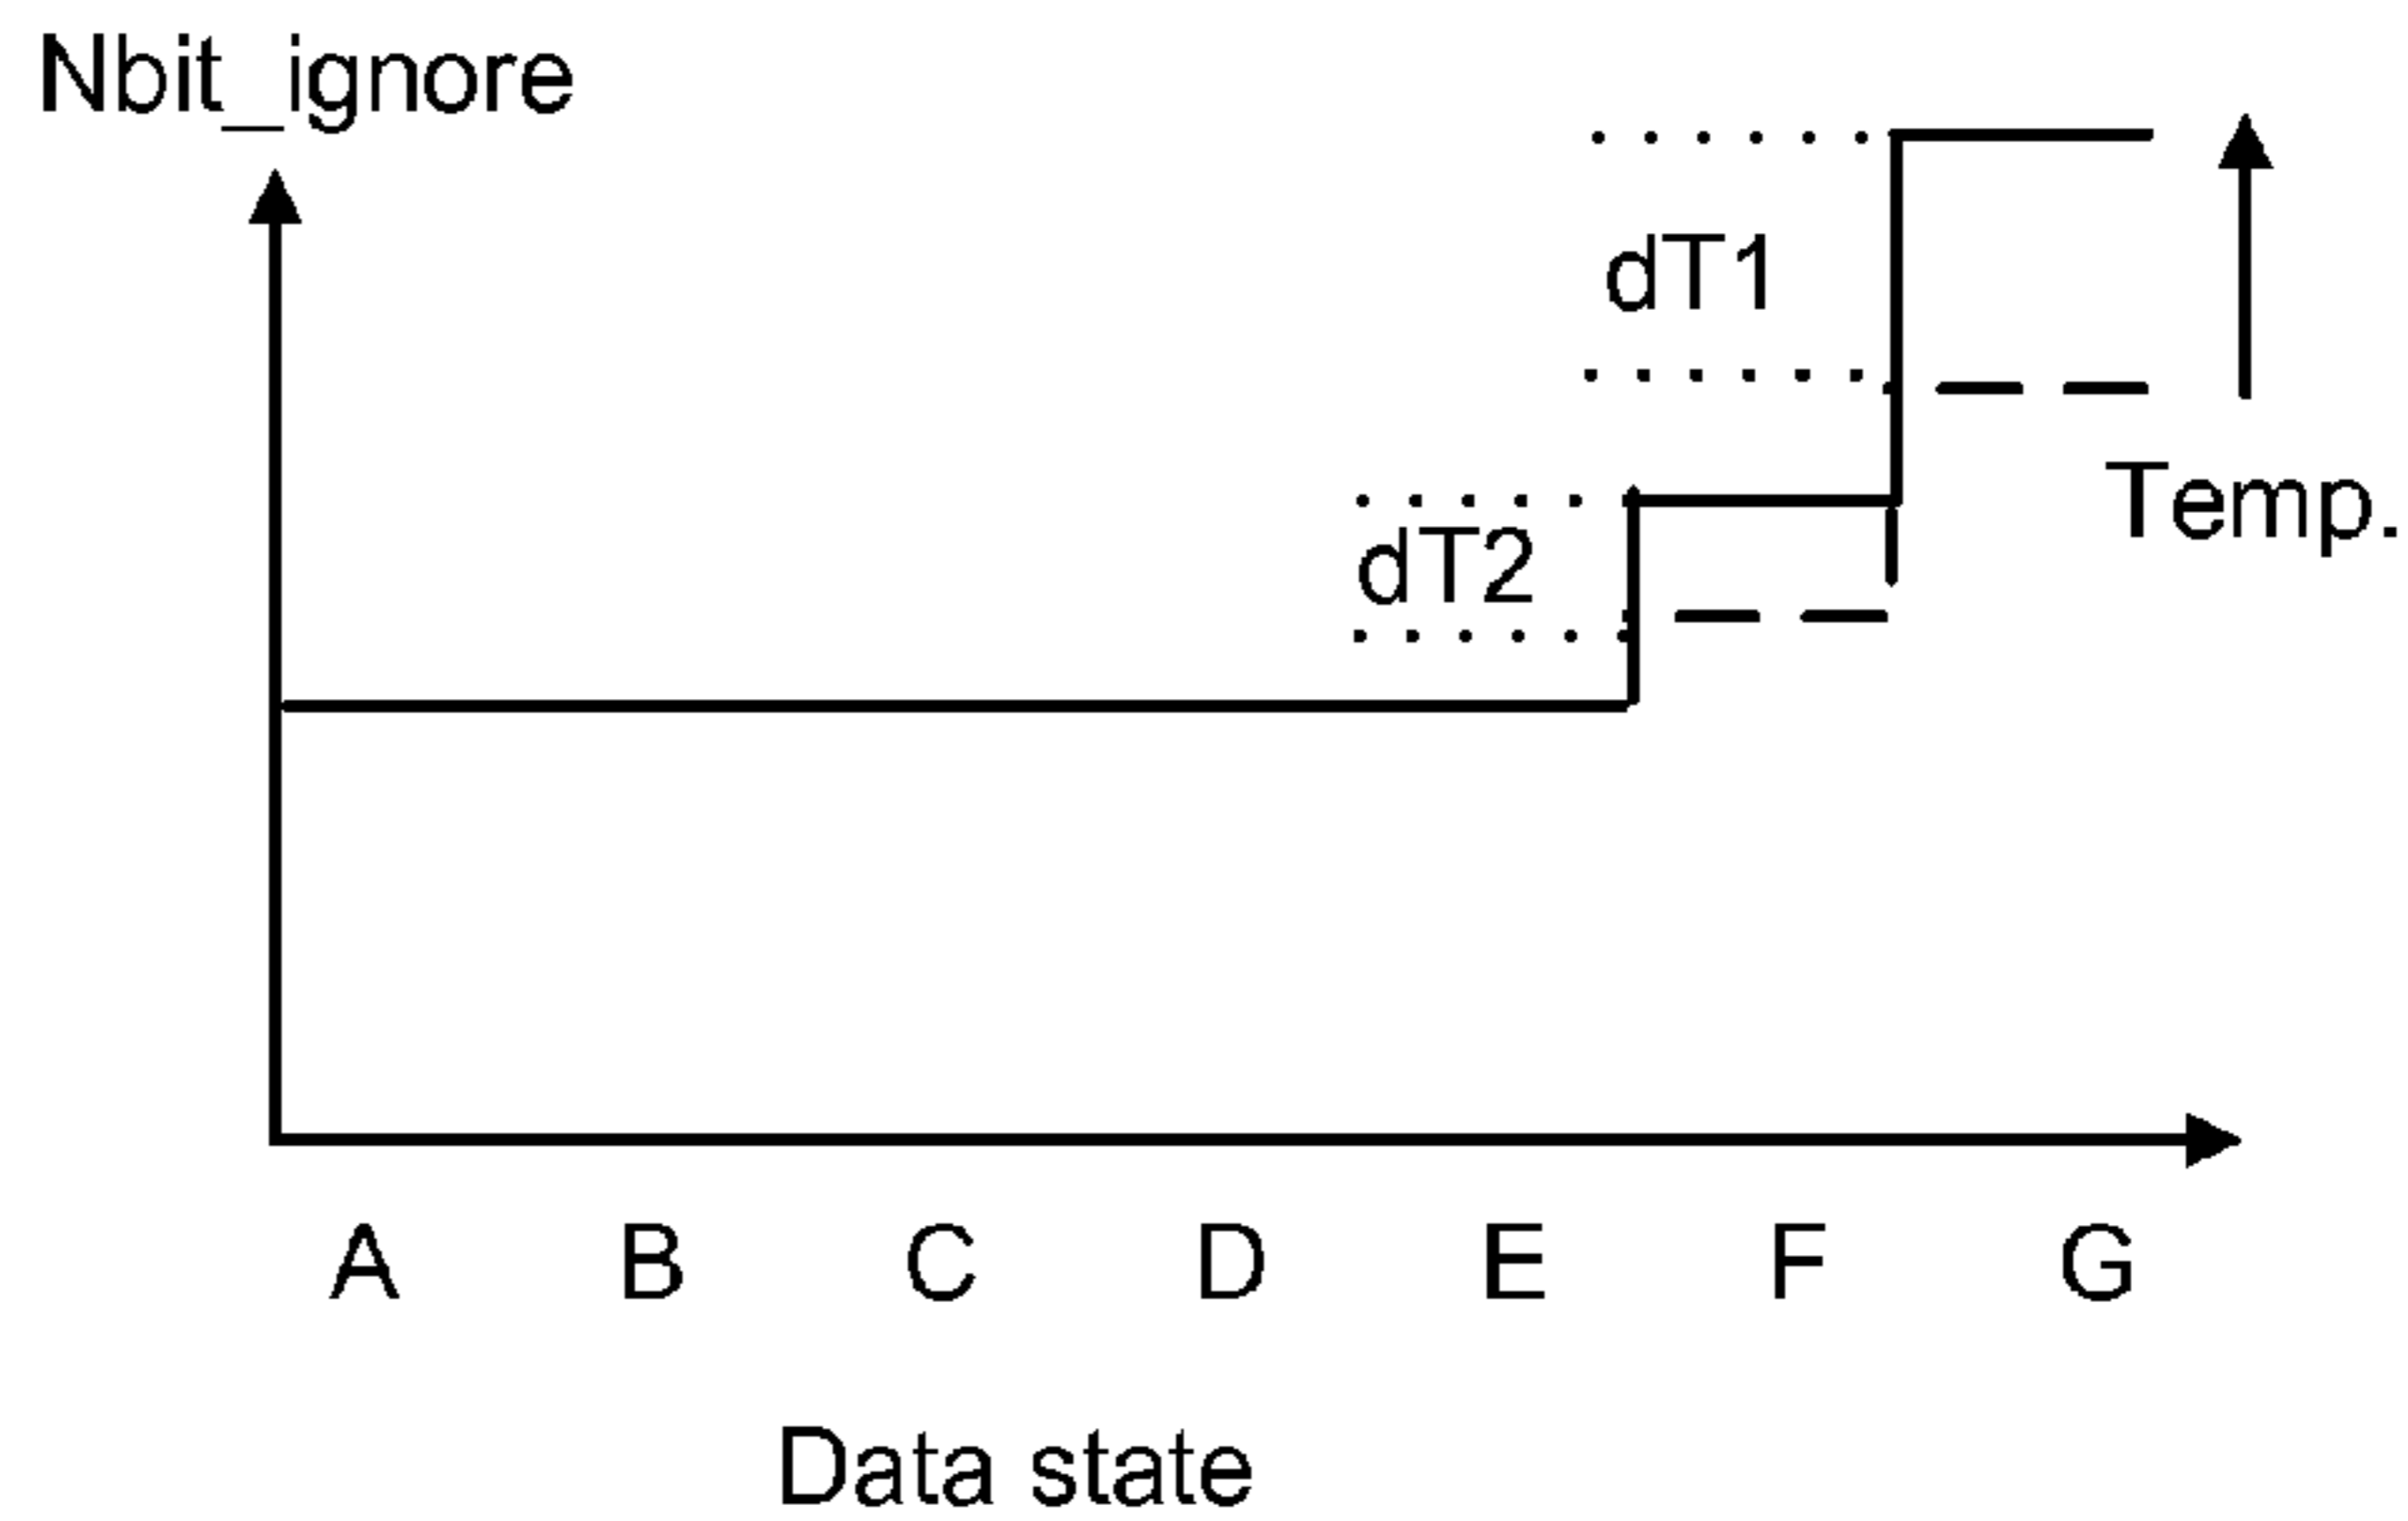 Nbit_ignore
dT1
Temp.
dT2
A B C D E F G
Data state